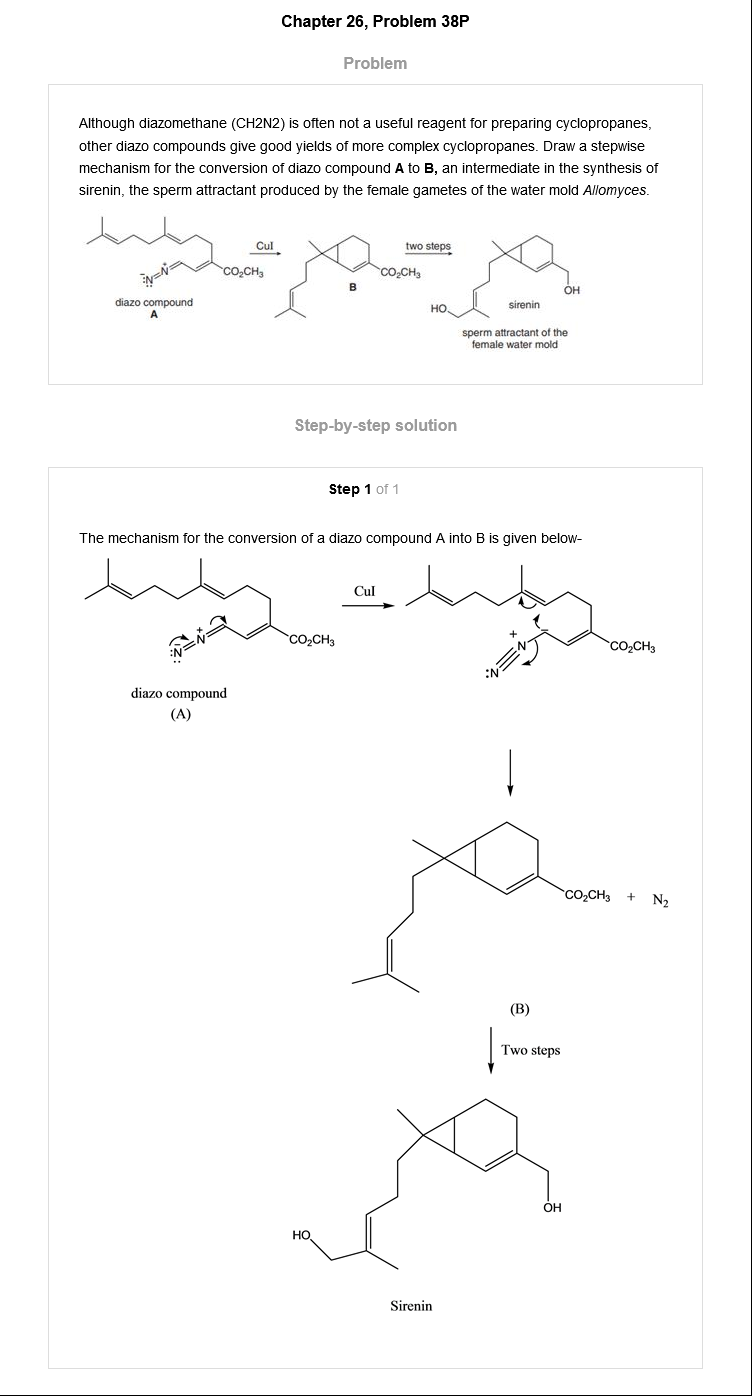 Chapter 26, Problem 38P
Problem
Although diazomethane (CH2N2) is often not a useful reagent for preparing cyclopropanes,
other diazo compounds give good yields of more complex cyclopropanes. Draw a stepwise
mechanism for the conversion of diazo compound A to B, an intermediate in the synthesis of
sirenin, the sperm attractant produced by the female gametes of the water mold Allomyces.
CuI
two steps
:N=N
+
CO₂CH₃
CO₂CH₃
OH
diazo compound
A
B
HO
sirenin
sperm attractant of the
female water mold
Step-by-step solution
Step 1 of 1
The mechanism for the conversion of a diazo compound A into B is given below-
CuI
:N=N
+
CO₂CH₃
+
:N≡N
CO₂CH₃
diazo compound
(A)
CO₂CH₃ + N₂
(B)
Two steps
OH
HO
Sirenin